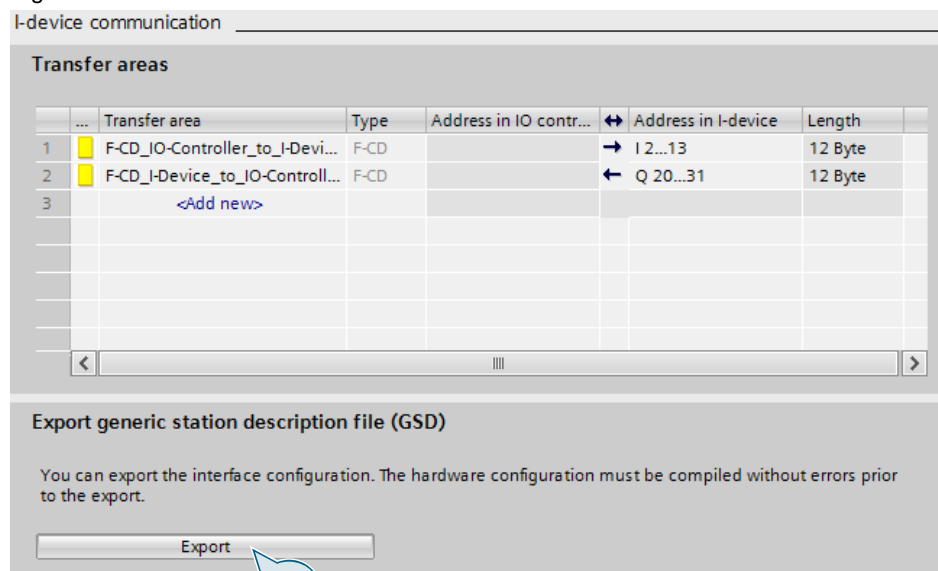 I-device communication
Transfer areas
... Transfer area Type Address in IO contr... ↔ Address in I-device Length
1 F-CD_IO-Controller_to_I-Devi... F-CD → I 2...13 12 Byte
2 F-CD_I-Device_to_IO-Controll... F-CD ← Q 20...31 12 Byte
3 <Add new>
Export generic station description file (GSD)
You can export the interface configuration. The hardware configuration must be compiled without errors prior
to the export.
Export